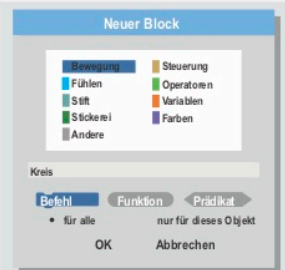 Neuer Block
Bewegung Steuerung
Fühlen Operatoren
Stift Variablen
Stickerei Farben
Andere
Kreis
Befehl Funktion Prädikat
für alle nur für dieses Objekt
OK Abbrechen